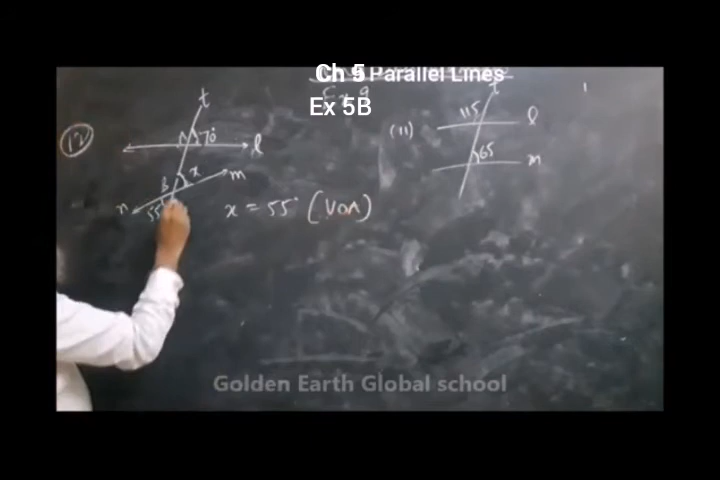 Ch 5 Parallel Lines
Ex 5B
12
t
70°
l
x
m
n
55
x = 55° (VOA)
(ii)
t
115
l
65
m
Golden Earth Global school